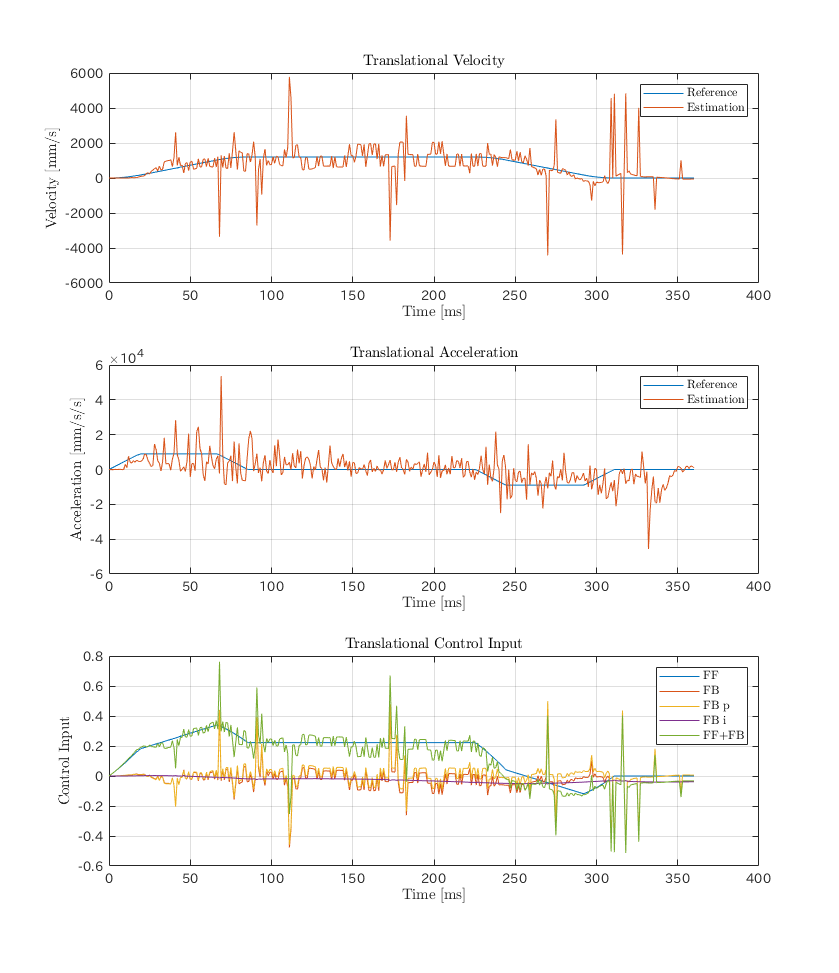 Translational Velocity
6000
4000
2000
0
-2000
-4000
-6000
Velocity [mm/s]
Reference
Estimation
0 50 100 150 200 250 300 350 400
Time [ms]
Translational Acceleration
×10^4
6
4
2
0
-2
-4
-6
Acceleration [mm/s/s]
Reference
Estimation
0 50 100 150 200 250 300 350 400
Time [ms]
Translational Control Input
0.8
0.6
0.4
0.2
0
-0.2
-0.4
-0.6
Control Input
FF
FB
FB p
FB i
FF+FB
0 50 100 150 200 250 300 350 400
Time [ms]